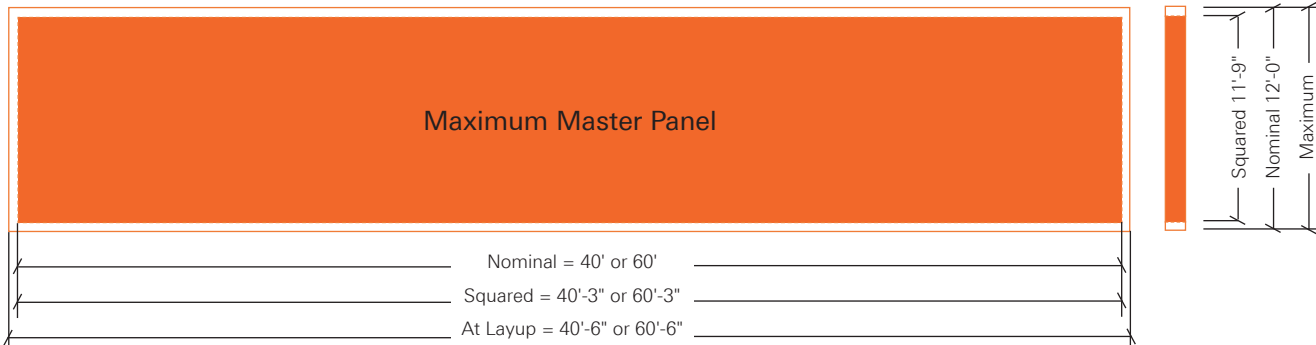 Maximum Master Panel
Nominal = 40' or 60'
Squared = 40'-3" or 60'-3"
At Layup = 40'-6" or 60'-6"
Squared 11'-9"
Nominal 12'-0"
Maximum